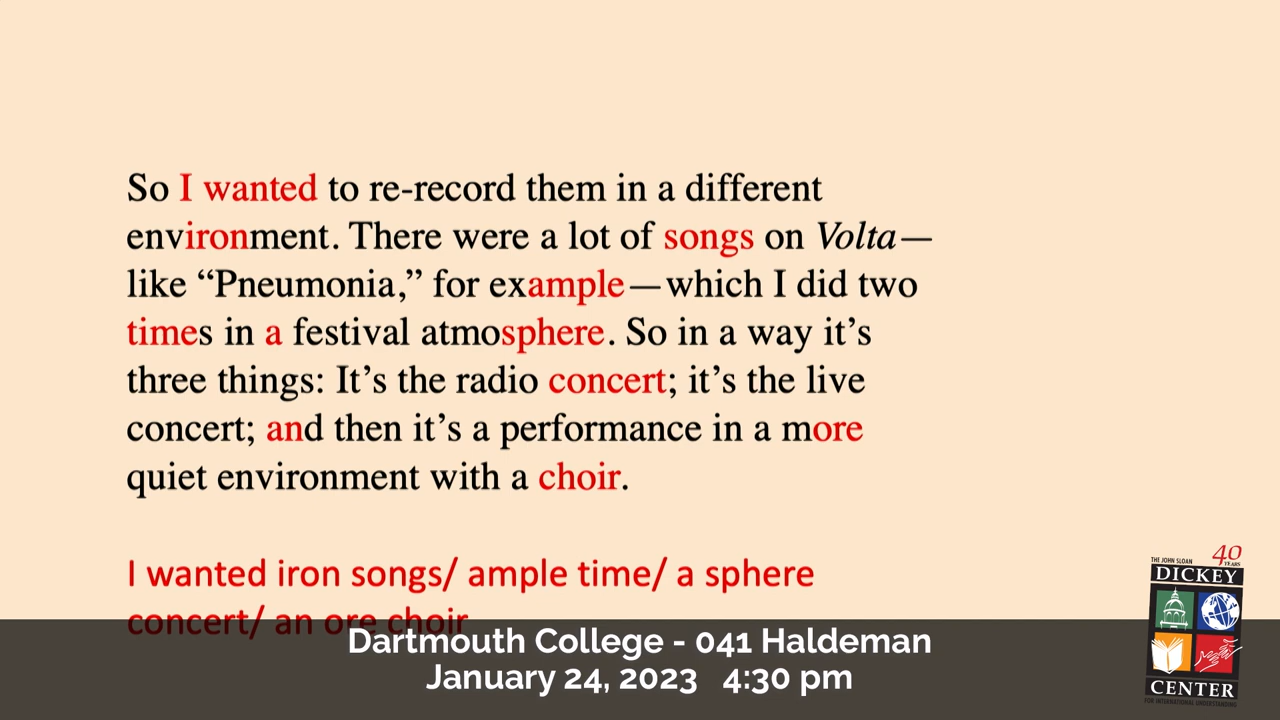 So I wanted to re-record them in a different
environment. There were a lot of songs on Volta—
like “Pneumonia,” for example—which I did two
times in a festival atmosphere. So in a way it’s
three things: It’s the radio concert; it’s the live
concert; and then it’s a performance in a more
quiet environment with a choir.
I wanted iron songs/ ample time/ a sphere
concert/ an ore choir
Dartmouth College - 041 Haldeman
January 24, 2023 4:30 pm
THE JOHN SLOAN
40
YEARS
DICKEY
CENTER
FOR INTERNATIONAL UNDERSTANDING